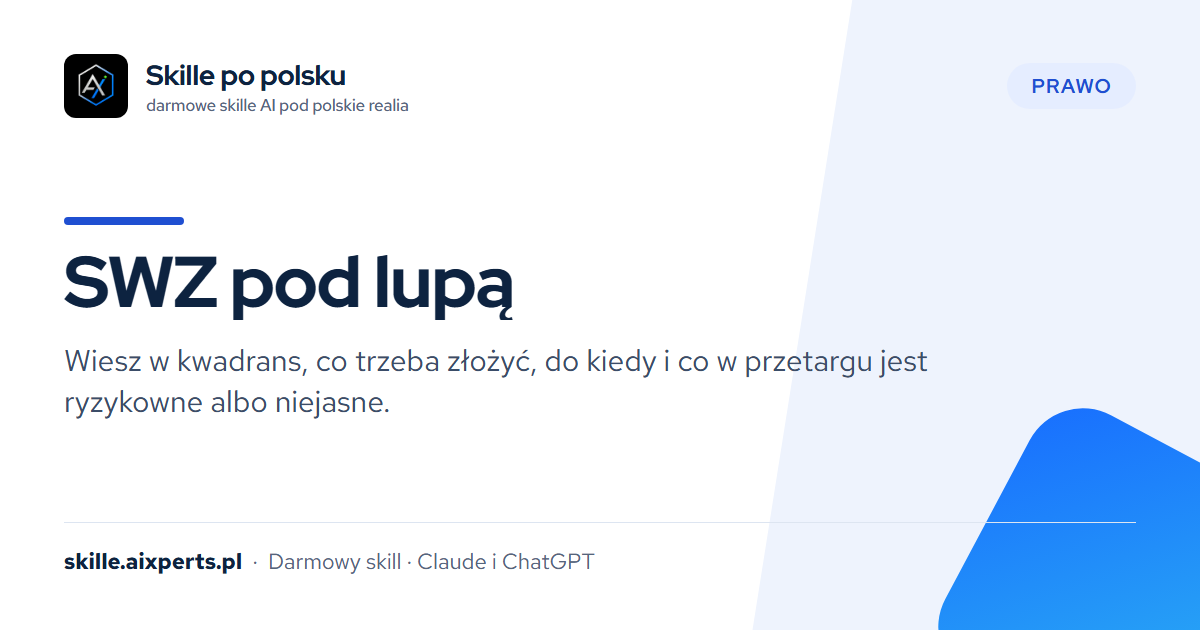 Skille po polsku
darmowe skille AI pod polskie realia
PRAWO
SWZ pod lupą
Wiesz w kwadrans, co trzeba złożyć, do kiedy i co w przetargu jest
ryzykowne albo niejasne.
skille.aixperts.pl · Darmowy skill · Claude i ChatGPT